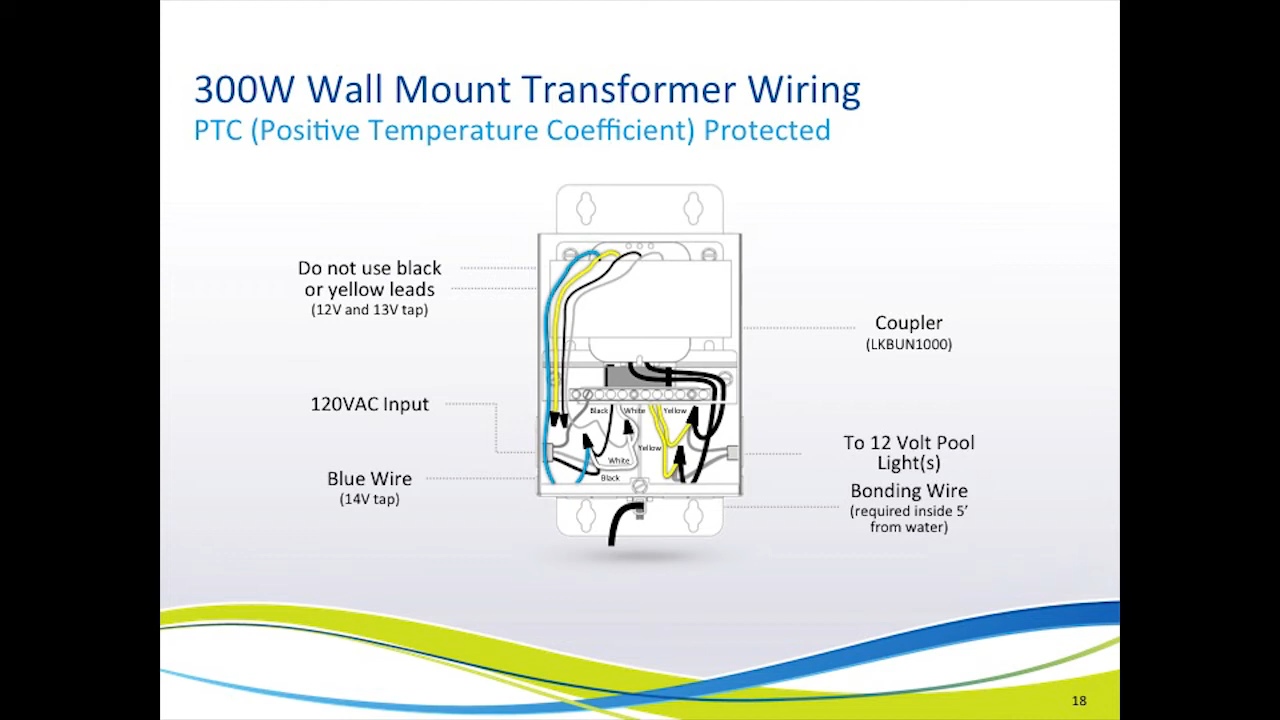 300W Wall Mount Transformer Wiring
PTC (Positive Temperature Coefficient) Protected
Do not use black
or yellow leads
(12V and 13V tap)
Coupler
(LKBUN1000)
120VAC Input
Black
White
Yellow
Yellow
White
Black
To 12 Volt Pool
Light(s)
Blue Wire
(14V tap)
Bonding Wire
(required inside 5’
from water)
18